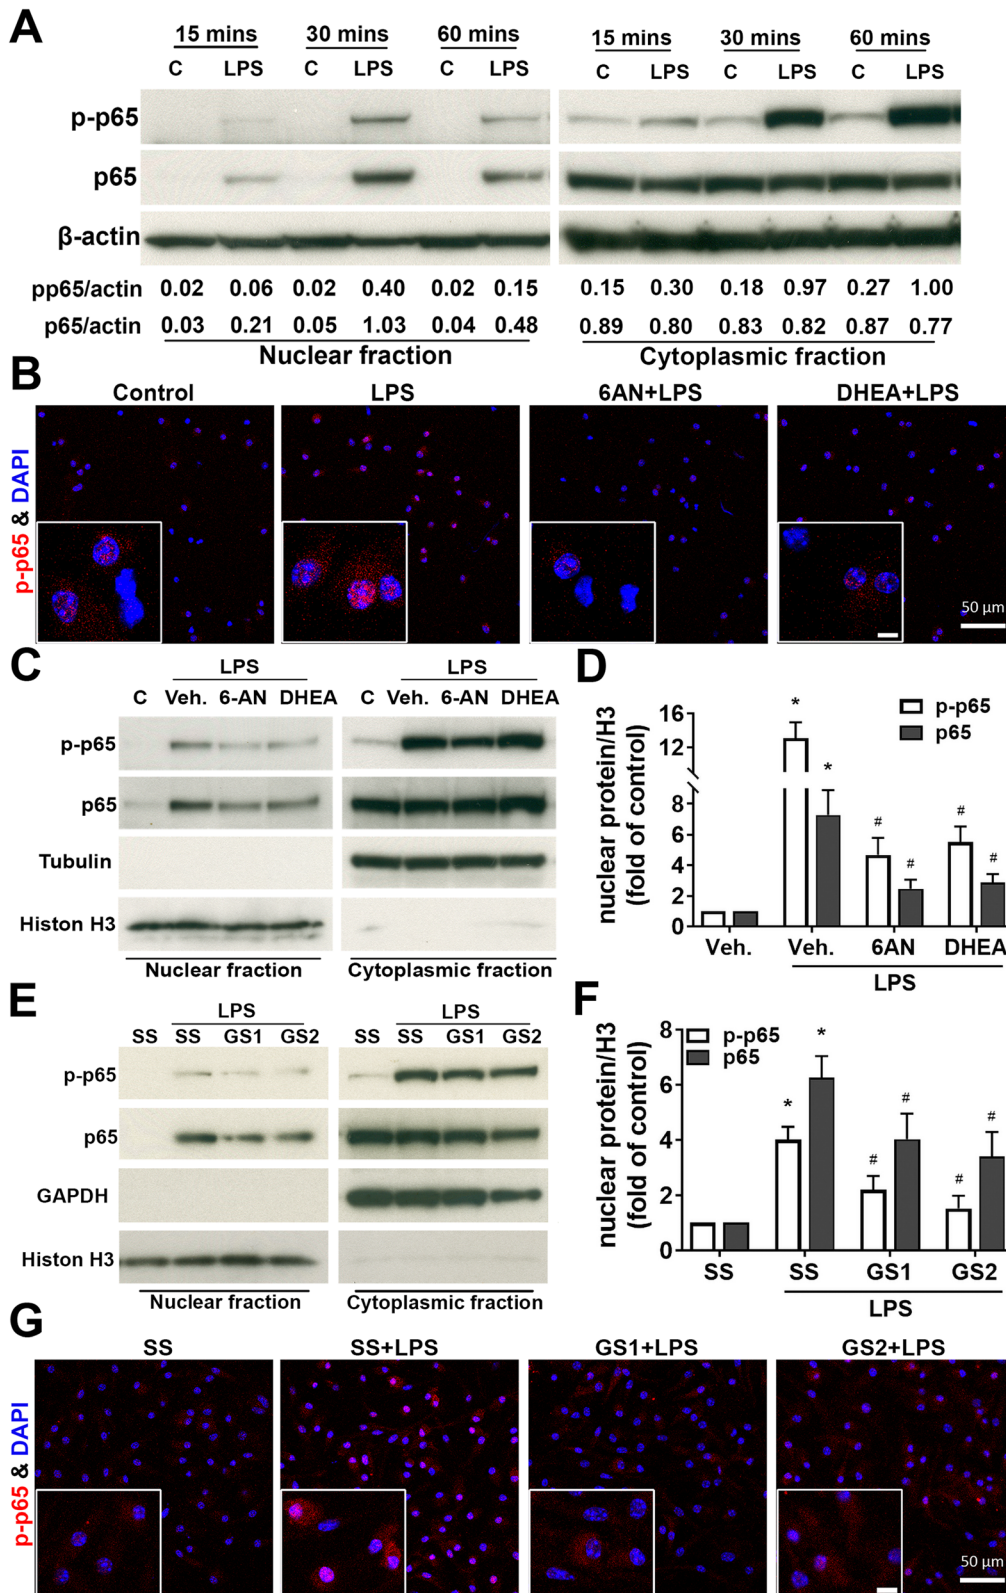 A
15 mins 30 mins 60 mins 15 mins 30 mins 60 mins
C LPS C LPS C LPS C LPS C LPS C LPS
p-p65
p65
β-actin
pp65/actin 0.02 0.06 0.02 0.40 0.02 0.15 0.15 0.30 0.18 0.97 0.27 1.00
p65/actin 0.03 0.21 0.05 1.03 0.04 0.48 0.89 0.80 0.83 0.82 0.87 0.77
Nuclear fraction Cytoplasmic fraction
B
Control LPS 6AN+LPS DHEA+LPS
p-p65 & DAPI
50 µm
C
LPS LPS
C Veh. 6-AN DHEA C Veh. 6-AN DHEA
p-p65
p65
Tubulin
Histon H3
Nuclear fraction Cytoplasmic fraction
D
nuclear protein/H3
(fold of control)
16
12
8
6
4
2
0
p-p65
p65
* * # # # #
Veh. Veh. 6AN DHEA
LPS
E
LPS LPS
SS SS GS1 GS2 SS SS GS1 GS2
p-p65
p65
GAPDH
Histon H3
Nuclear fraction Cytoplasmic fraction
F
nuclear protein/H3
(fold of control)
8
6
4
2
0
p-p65
p65
* * # # # #
SS SS GS1 GS2
LPS
G
SS SS+LPS GS1+LPS GS2+LPS
p-p65 & DAPI
50 µm